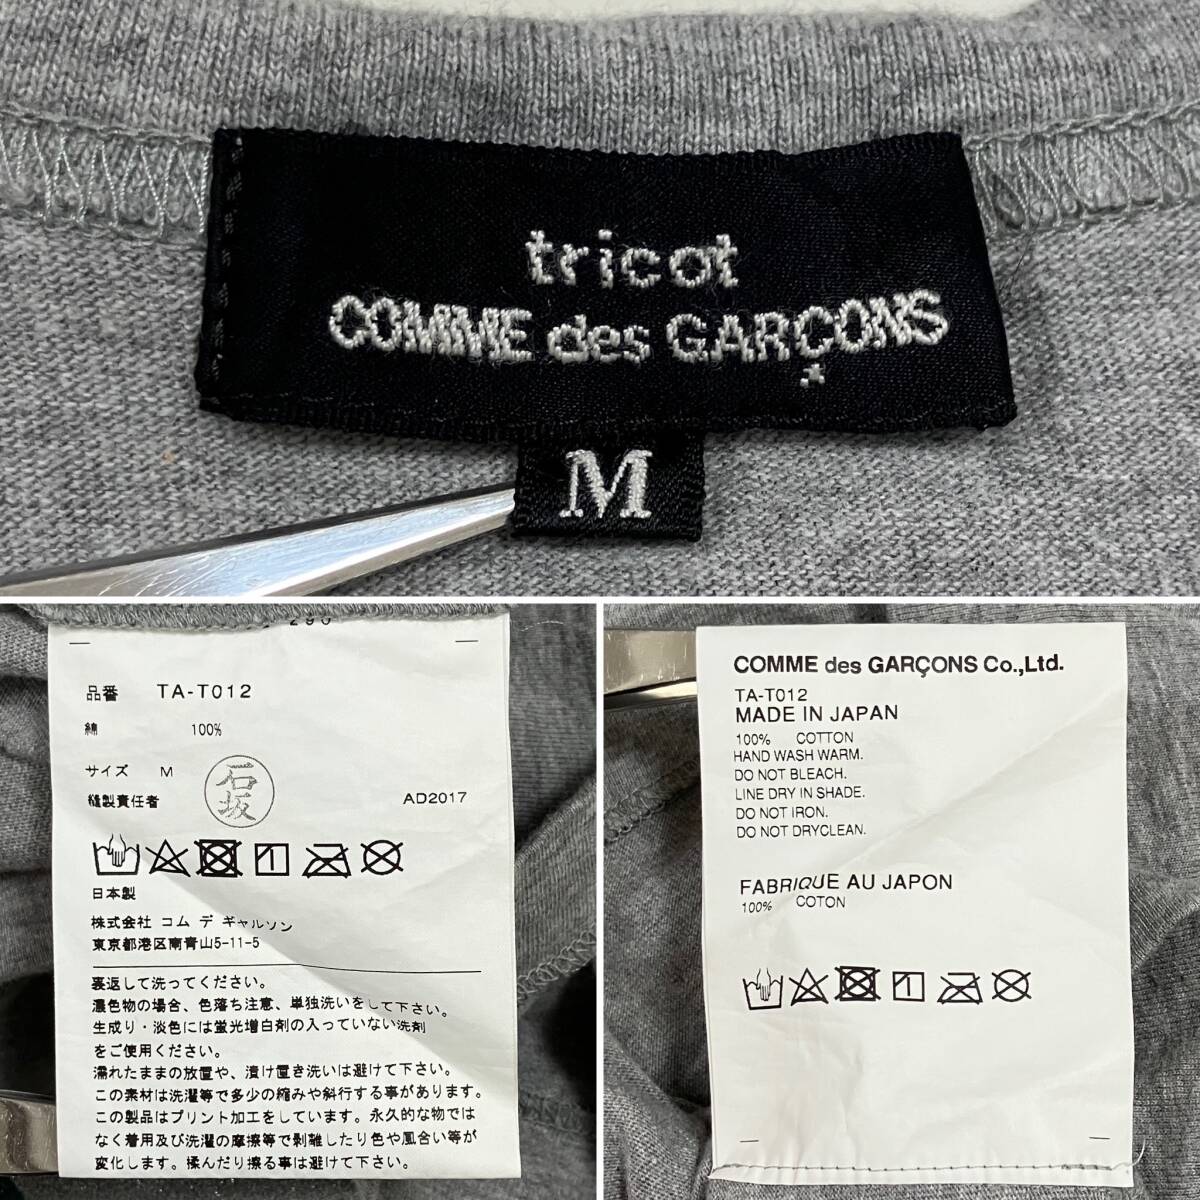 tricot
COMME des GARÇONS
M
290
品番 TA-T012
綿 100%
サイズ M
石坂
縫製責任者 AD2017
日本製
株式会社 コム デ ギャルソン
東京都港区南青山5-11-5
裏返して洗ってください。
濃色物の場合、色落ち注意、単独洗いをして下さい。
生成り・淡色には蛍光増白剤の入っていない洗剤
をご使用ください。
濡れたままの放置や、漬け置き洗いは避けて下さい。
この素材は洗濯等で多少の縮みや斜行する事があります。
この製品はプリント加工をしています。永久的な物では
なく着用及び洗濯の摩擦等で剥離したり色や風合い等が
変化します。揉んだり擦る事は避けて下さい。
COMME des GARÇONS Co.,Ltd.
TA-T012
MADE IN JAPAN
100% COTTON
HAND WASH WARM.
DO NOT BLEACH.
LINE DRY IN SHADE.
DO NOT IRON.
DO NOT DRYCLEAN.
FABRIQUE AU JAPON
100% COTON